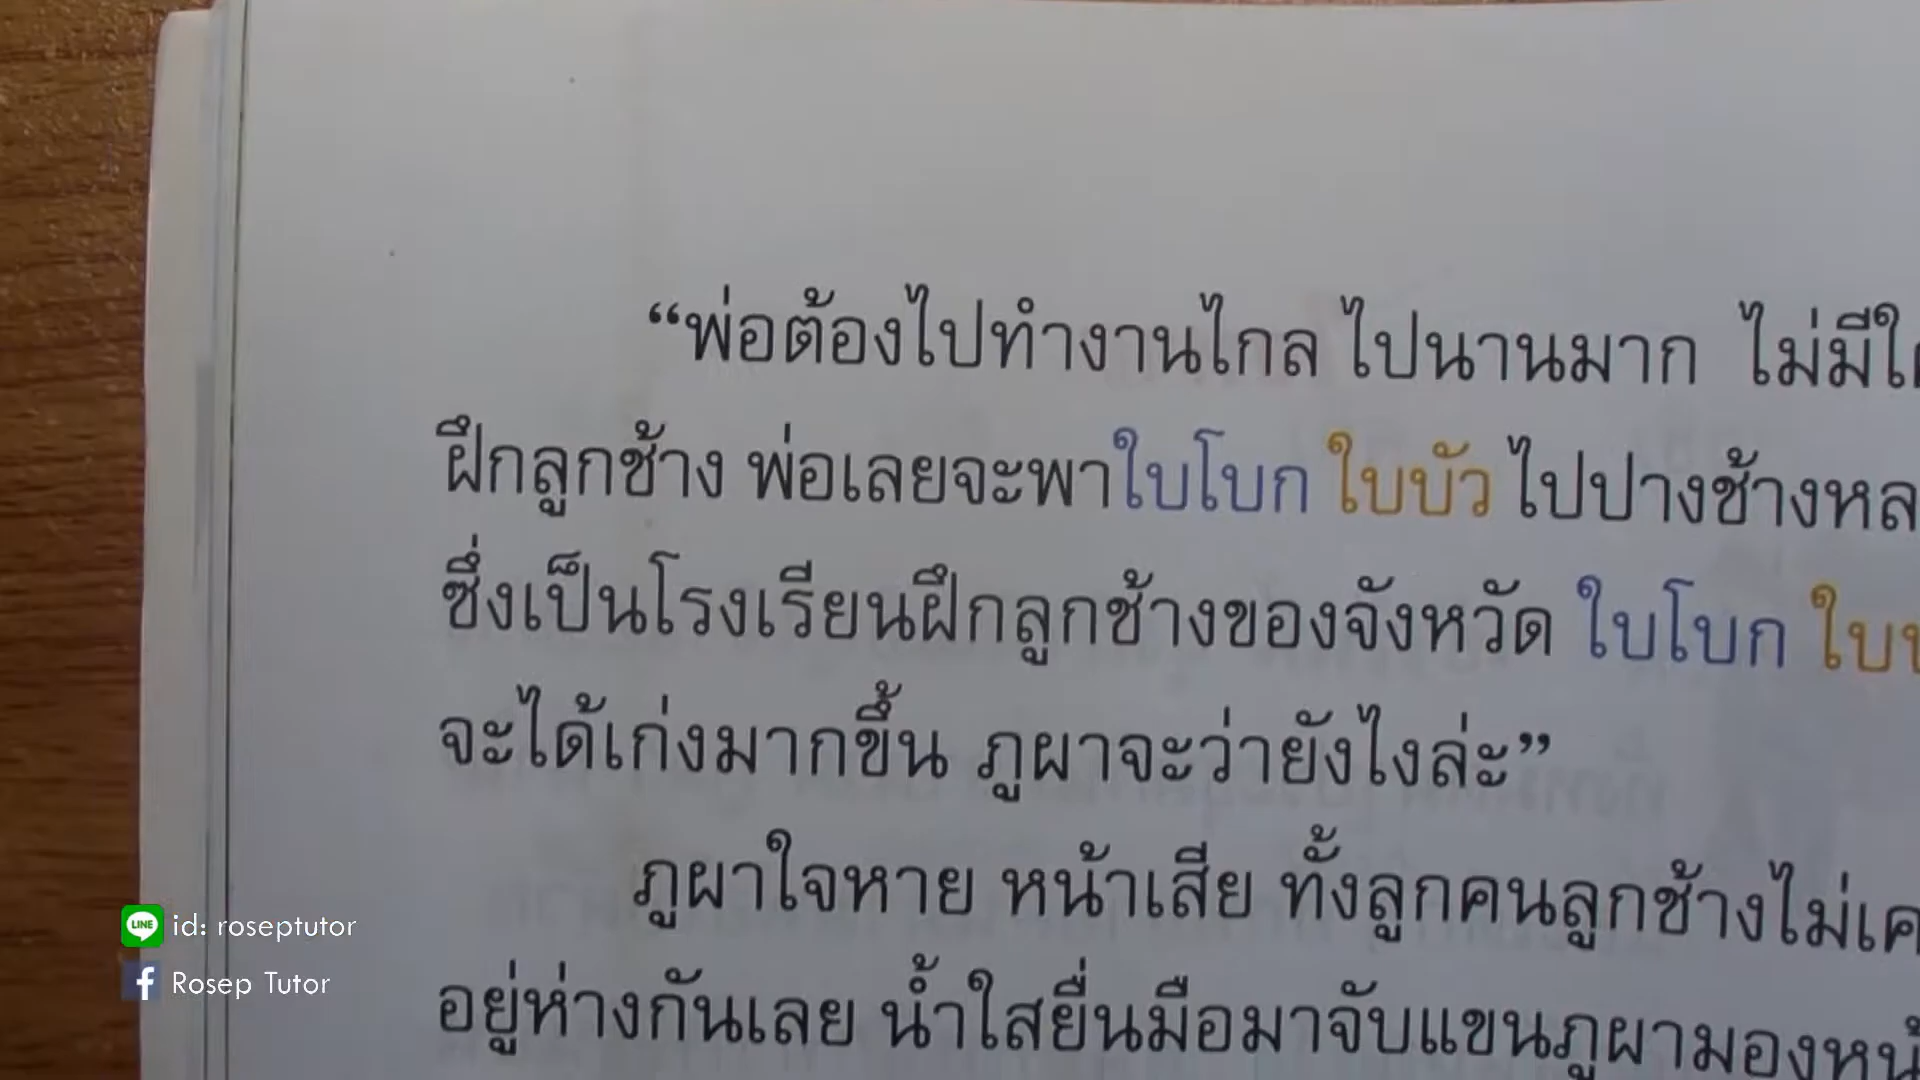 “พ่อต้องไปทำงานไกล ไปนานมาก ไม่มี
ฝึกลูกช้าง พ่อเลยจะพาใบโบก ใบบัว ไปปางช้าง
ซึ่งเป็นโรงเรียนฝึกลูกช้างของจังหวัด ใบโบก
จะได้เก่งมากขึ้น ภูผาจะว่ายังไงล่ะ”
ภูผาใจหาย หน้าเสีย ทั้งลูกคนลูกช้างไม่
อยู่ห่างกันเลย น้ำใสยื่นมือมาจับแขนภูผามอง
LINE id: roseptutor
f Rosep Tutor